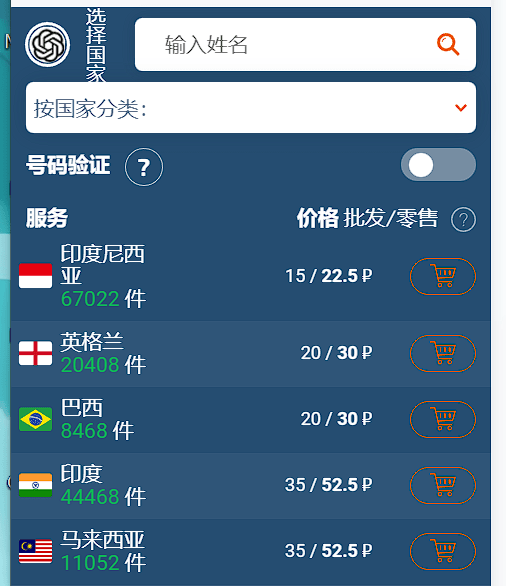 选择国家
输入姓名
按国家分类:
号码验证 ?
服务 价格 批发/零售 ?
印度尼西
亚
67022 件
15 / 22.5 ₽
英格兰
20408 件
20 / 30 ₽
巴西
8468 件
20 / 30 ₽
印度
44468 件
35 / 52.5 ₽
马来西亚
11052 件
35 / 52.5 ₽